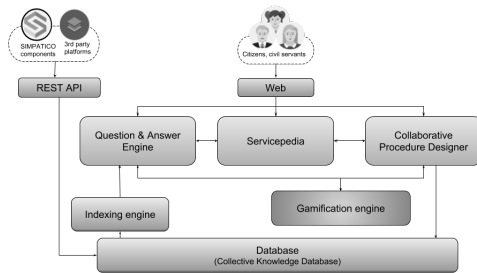 SIMPATICO
components
3rd party
platforms
Citizens, civil servants
REST API
Web
Question & Answer
Engine
Servicepedia
Collaborative
Procedure Designer
Gamification engine
Indexing engine
Database
(Collective Knowledge Database)